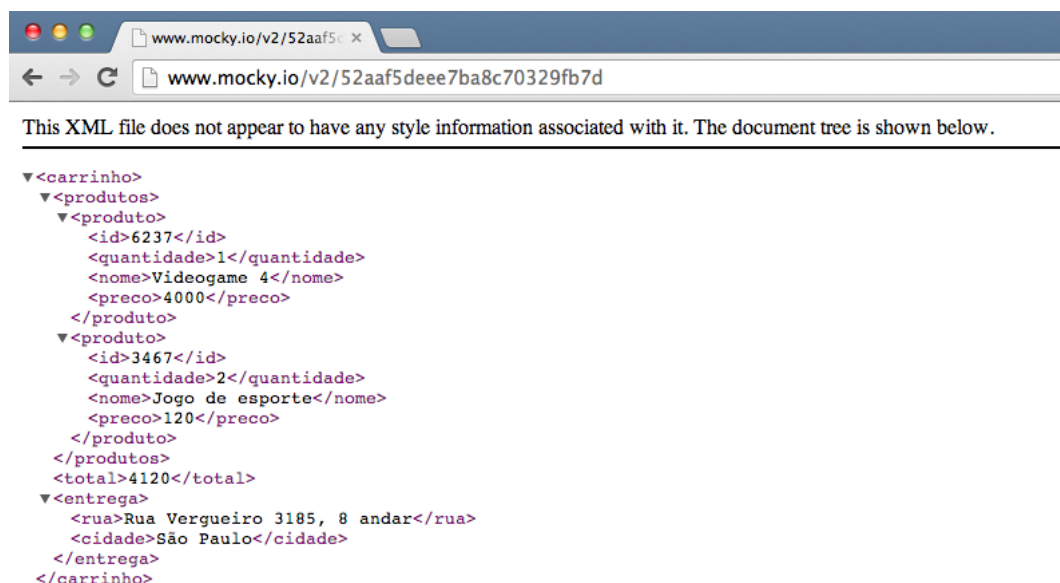 www.mocky.io/v2/52aaf5c
www.mocky.io/v2/52aaf5deee7ba8c70329fb7d
This XML file does not appear to have any style information associated with it. The document tree is shown below.
▼<carrinho>
▼<produtos>
▼<produto>
<id>6237</id>
<quantidade>1</quantidade>
<nome>Videogame 4</nome>
<preco>4000</preco>
</produto>
▼<produto>
<id>3467</id>
<quantidade>2</quantidade>
<nome>Jogo de esporte</nome>
<preco>120</preco>
</produto>
</produtos>
<total>4120</total>
▼<entrega>
<rua>Rua Vergueiro 3185, 8 andar</rua>
<cidade>São Paulo</cidade>
</entrega>
</carrinho>